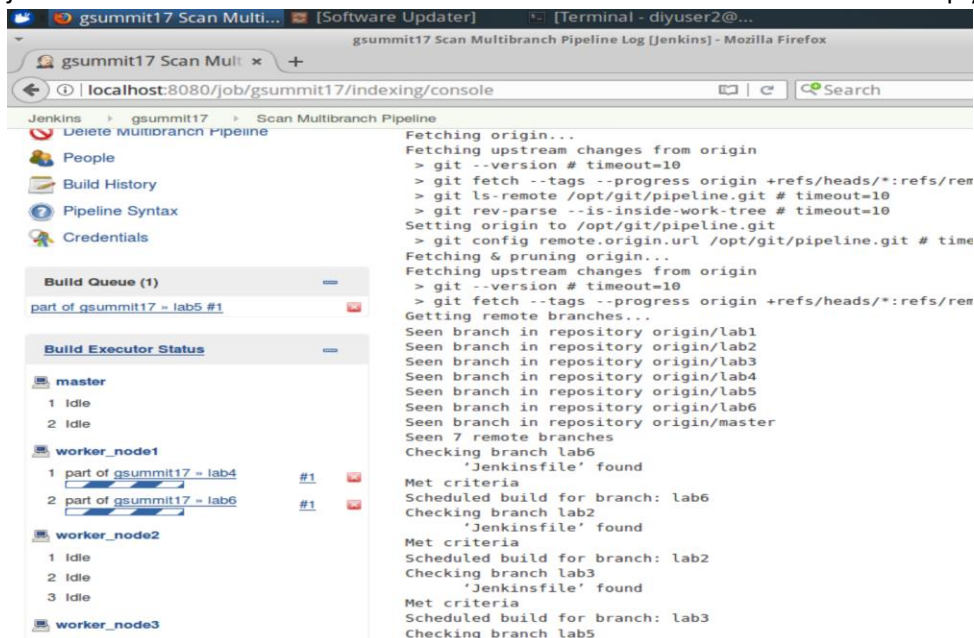 gsummit17 Scan Multi... [Software Updater] [Terminal - diyuser2@...
gsummit17 Scan Multibranch Pipeline Log [Jenkins] - Mozilla Firefox
gsummit17 Scan Mult × +
localhost:8080/job/gsummit17/indexing/console Search
Jenkins gsummit17 Scan Multibranch Pipeline
Delete Multibranch Pipeline
People
Build History
Pipeline Syntax
Credentials
Build Queue (1)
part of gsummit17 » lab5 #1
Build Executor Status
master
1 Idle
2 Idle
worker_node1
1 part of gsummit17 » lab4 #1
2 part of gsummit17 » lab6 #1
worker_node2
1 Idle
2 Idle
3 Idle
worker_node3
Fetching origin...
Fetching upstream changes from origin
> git --version # timeout=10
> git fetch --tags --progress origin +refs/heads/*:refs/rem
> git ls-remote /opt/git/pipeline.git # timeout=10
> git rev-parse --is-inside-work-tree # timeout=10
Setting origin to /opt/git/pipeline.git
> git config remote.origin.url /opt/git/pipeline.git # time
Fetching & pruning origin...
Fetching upstream changes from origin
> git --version # timeout=10
> git fetch --tags --progress origin +refs/heads/*:refs/rem
Getting remote branches...
Seen branch in repository origin/lab1
Seen branch in repository origin/lab2
Seen branch in repository origin/lab3
Seen branch in repository origin/lab4
Seen branch in repository origin/lab5
Seen branch in repository origin/lab6
Seen branch in repository origin/master
Seen 7 remote branches
Checking branch lab6
‘Jenkinsfile’ found
Met criteria
Scheduled build for branch: lab6
Checking branch lab2
‘Jenkinsfile’ found
Met criteria
Scheduled build for branch: lab2
Checking branch lab3
‘Jenkinsfile’ found
Met criteria
Scheduled build for branch: lab3
Checking branch lab5